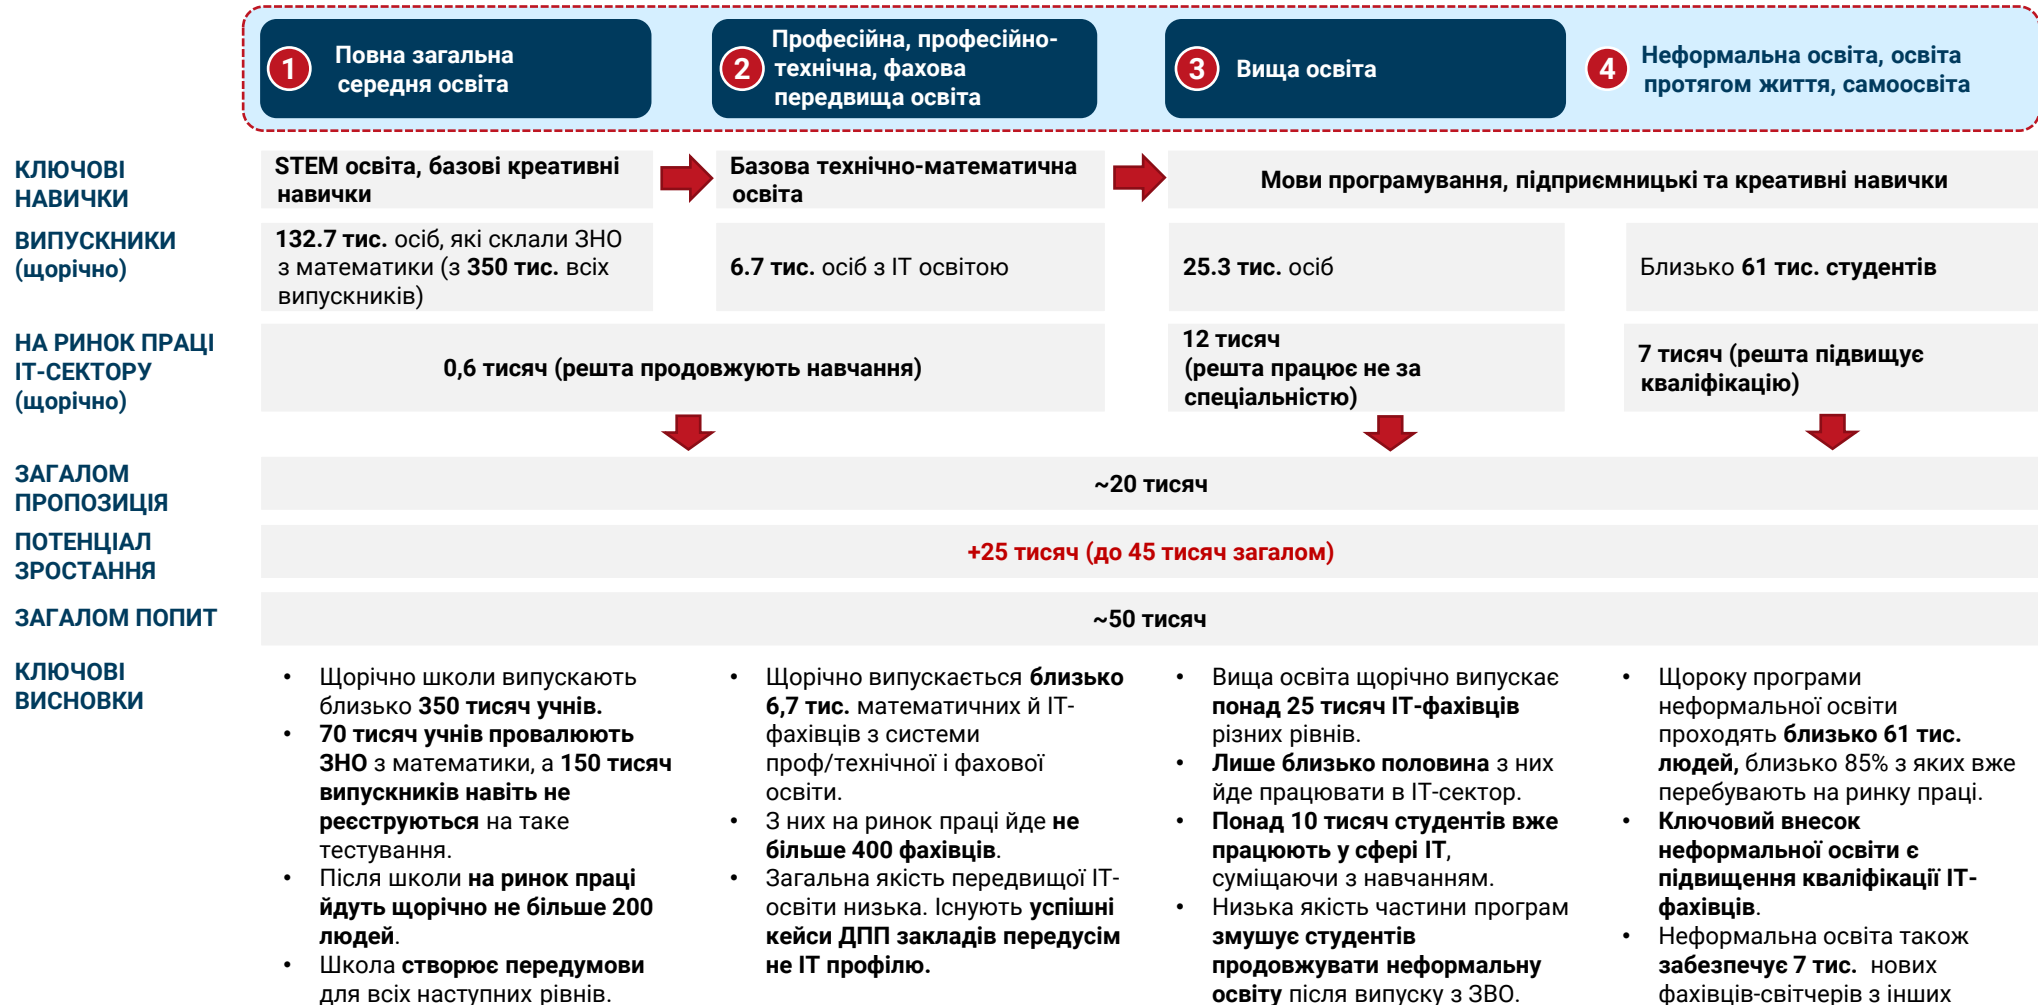 1
Повна загальна
середня освіта
2
Професійна, професійно-
технічна, фахова
передвища освіта
3
Вища освіта
4
Неформальна освіта, освіта
протягом життя, самоосвіта
КЛЮЧОВІ
НАВИЧКИ
STEM освіта, базові креативні
навички
Базова технічно-математична
освіта
Мови програмування, підприємницькі та креативні навички
ВИПУСКНИКИ
(щорічно)
132.7 тис. осіб, які склали ЗНО
з математики (з 350 тис. всіх
випускників)
6.7 тис. осіб з ІТ освітою
25.3 тис. осіб
Близько 61 тис. студентів
НА РИНОК ПРАЦІ
ІТ-СЕКТОРУ
(щорічно)
0,6 тисяч (решта продовжують навчання)
12 тисяч
(решта працює не за
спеціальністю)
7 тисяч (решта підвищує
кваліфікацію)
ЗАГАЛОМ
ПРОПОЗИЦІЯ
~20 тисяч
ПОТЕНЦІАЛ
ЗРОСТАННЯ
+25 тисяч (до 45 тисяч загалом)
ЗАГАЛОМ ПОПИТ
~50 тисяч
КЛЮЧОВІ
ВИСНОВКИ
• Щорічно школи випускають
близько 350 тисяч учнів.
• 70 тисяч учнів провалюють
ЗНО з математики, а 150 тисяч
випускників навіть не
реєструються на таке
тестування.
• Після школи на ринок праці
йдуть щорічно не більше 200
людей.
• Школа створює передумови
для всіх наступних рівнів.
• Щорічно випускається близько
6,7 тис. математичних й ІТ-
фахівців з системи
проф/технічної і фахової
освіти.
• З них на ринок праці йде не
більше 400 фахівців.
• Загальна якість передвищої ІТ-
освіти низька. Існують успішні
кейси ДПП закладів передусім
не ІТ профілю.
• Вища освіта щорічно випускає
понад 25 тисяч ІТ-фахівців
різних рівнів.
• Лише близько половина з них
йде працювати в ІТ-сектор.
• Понад 10 тисяч студентів вже
працюють у сфері ІТ,
суміщаючи з навчанням.
• Низька якість частини програм
змушує студентів
продовжувати неформальну
освіту після випуску з ЗВО.
• Щороку програми
неформальної освіти
проходять близько 61 тис.
людей, близько 85% з яких вже
перебувають на ринку праці.
• Ключовий внесок
неформальної освіти є
підвищення кваліфікації ІТ-
фахівців.
• Неформальна освіта також
забезпечує 7 тис. нових
фахівців-світчерів з інших